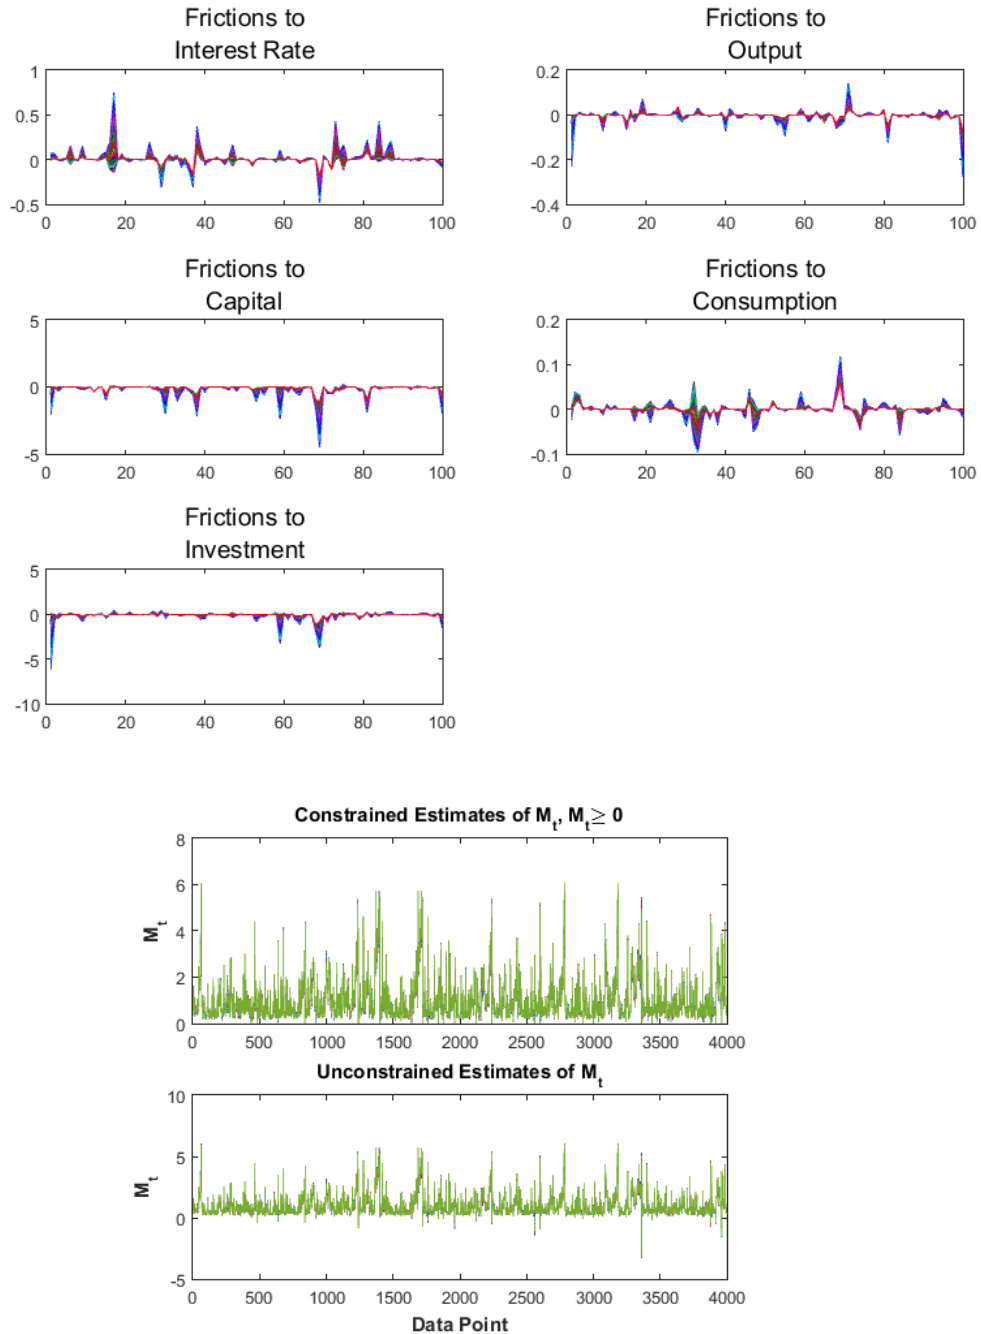 Frictions to
Interest Rate
1
0.5
0
-0.5
0 20 40 60 80 100
Frictions to
Output
0.2
0
-0.2
-0.4
0 20 40 60 80 100
Frictions to
Capital
5
0
-5
0 20 40 60 80 100
Frictions to
Consumption
0.2
0.1
0
-0.1
0 20 40 60 80 100
Frictions to
Investment
5
0
-5
-10
0 20 40 60 80 100
Constrained Estimates of M_t, M_t ≥ 0
8
6
4
2
0
M_t
0 500 1000 1500 2000 2500 3000 3500 4000
Unconstrained Estimates of M_t
10
5
0
-5
M_t
0 500 1000 1500 2000 2500 3000 3500 4000
Data Point